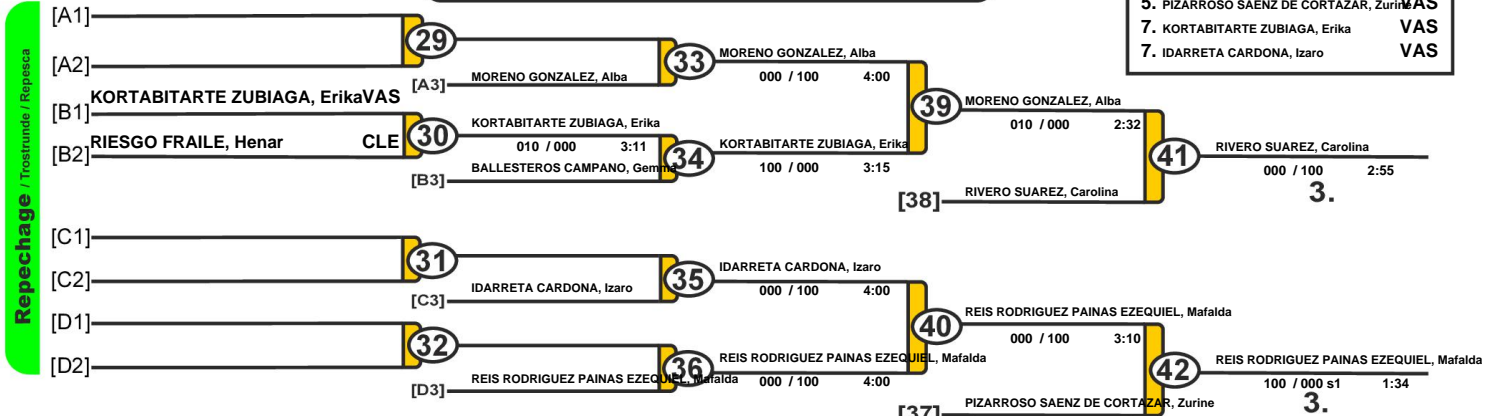 Repechage / Trostrunde / Repesca
5. PIZARROSO SAENZ DE CORTAZAR, Zurine VAS
7. KORTABITARTE ZUBIAGA, Erika VAS
7. IDARRETA CARDONA, Izaro VAS
[A1]
29
[A2]
[A3] MORENO GONZALEZ, Alba
33
MORENO GONZALEZ, Alba
000 / 100 4:00
[B1] KORTABITARTE ZUBIAGA, Erika VAS
30
[B2] RIESGO FRAILE, Henar CLE
KORTABITARTE ZUBIAGA, Erika
010 / 000 3:11
[B3] BALLESTEROS CAMPANO, Gemma
34
KORTABITARTE ZUBIAGA, Erika
100 / 000 3:15
39
MORENO GONZALEZ, Alba
010 / 000 2:32
[38] RIVERO SUAREZ, Carolina
41
RIVERO SUAREZ, Carolina
000 / 100 2:55
3.
[C1]
31
[C2]
[C3] IDARRETA CARDONA, Izaro
35
IDARRETA CARDONA, Izaro
000 / 100 4:00
[D1]
32
[D2]
[D3] REIS RODRIGUEZ PAINAS EZEQUIEL, Mafalda
36
REIS RODRIGUEZ PAINAS EZEQUIEL, Mafalda
000 / 100 4:00
40
REIS RODRIGUEZ PAINAS EZEQUIEL, Mafalda
000 / 100 3:10
[37] PIZARROSO SAENZ DE CORTAZAR, Zurine
42
REIS RODRIGUEZ PAINAS EZEQUIEL, Mafalda
100 / 000 s1 1:34
3.